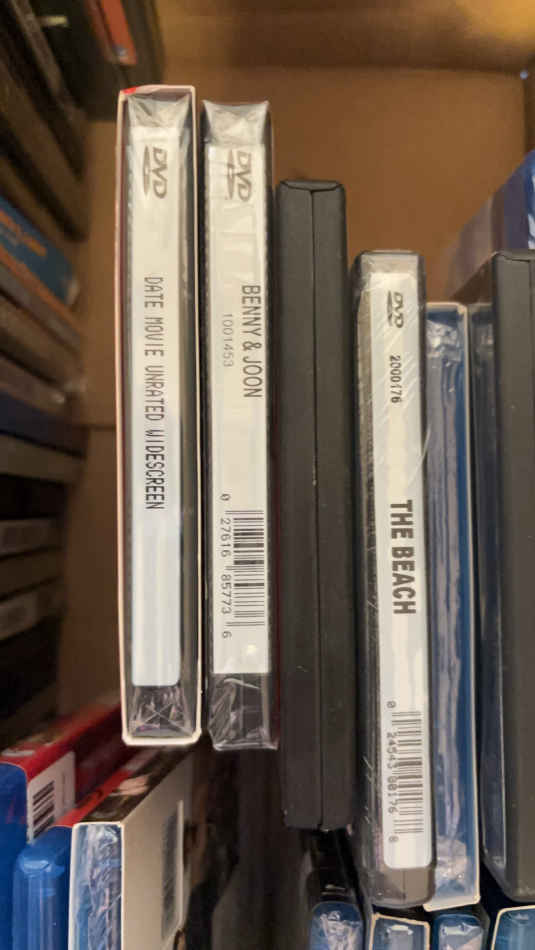 DVD
DATE MOVIE UNRATED WIDESCREEN
DVD
BENNY & JOON
1001453
0 27616 85773 6
DVD
2000176
THE BEACH
0 24543 00176 8